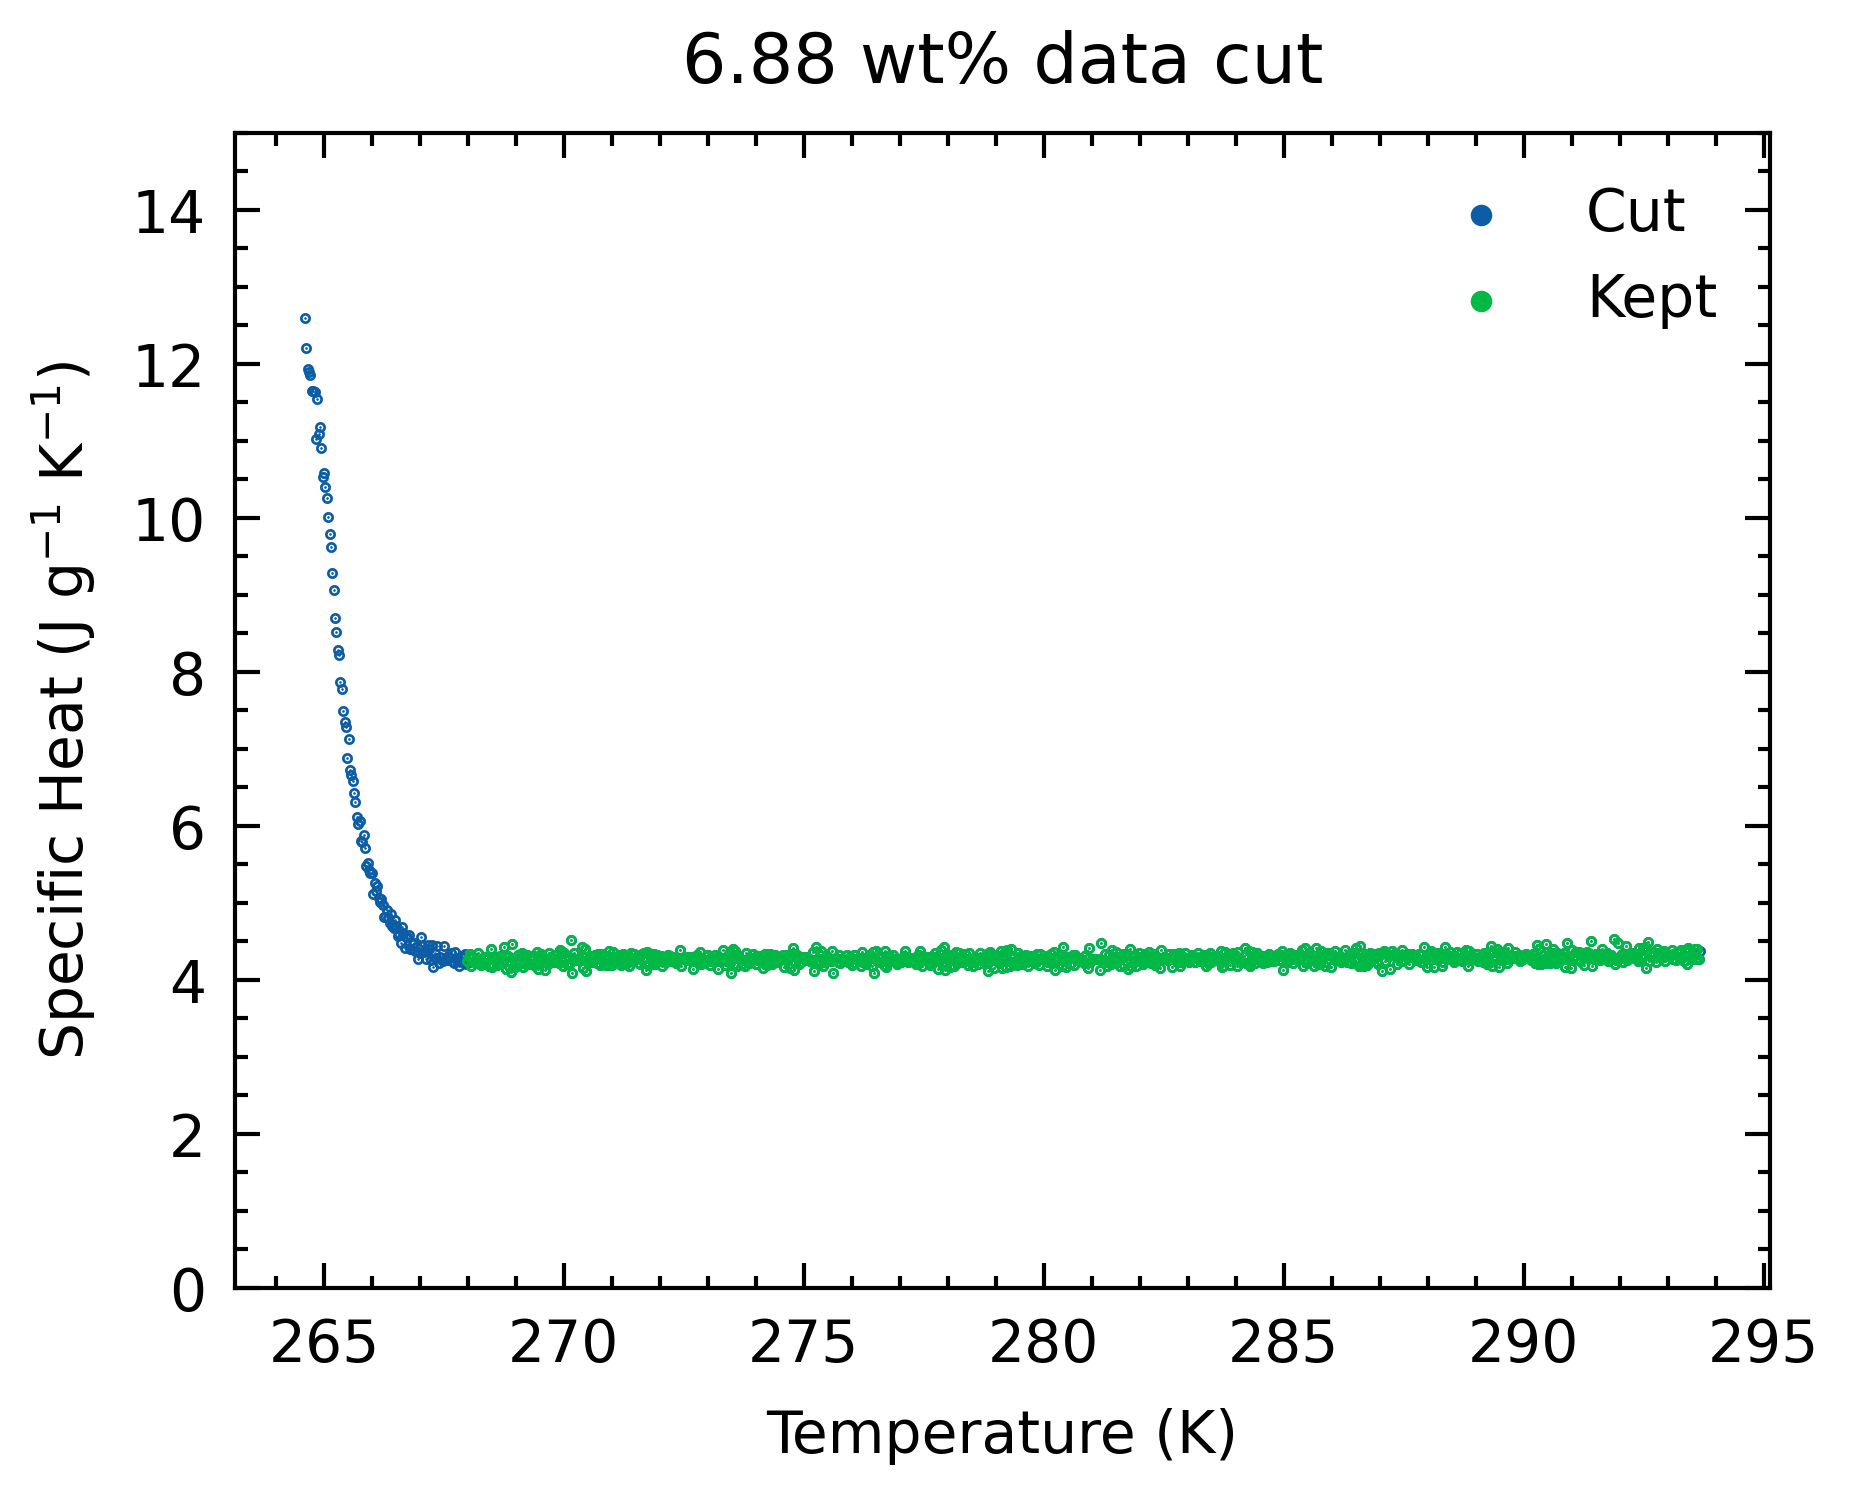 6.88 wt% data cut
Cut
Kept
Specific Heat (J g⁻¹ K⁻¹)
14
12
10
8
6
4
2
0
265 270 275 280 285 290 295
Temperature (K)